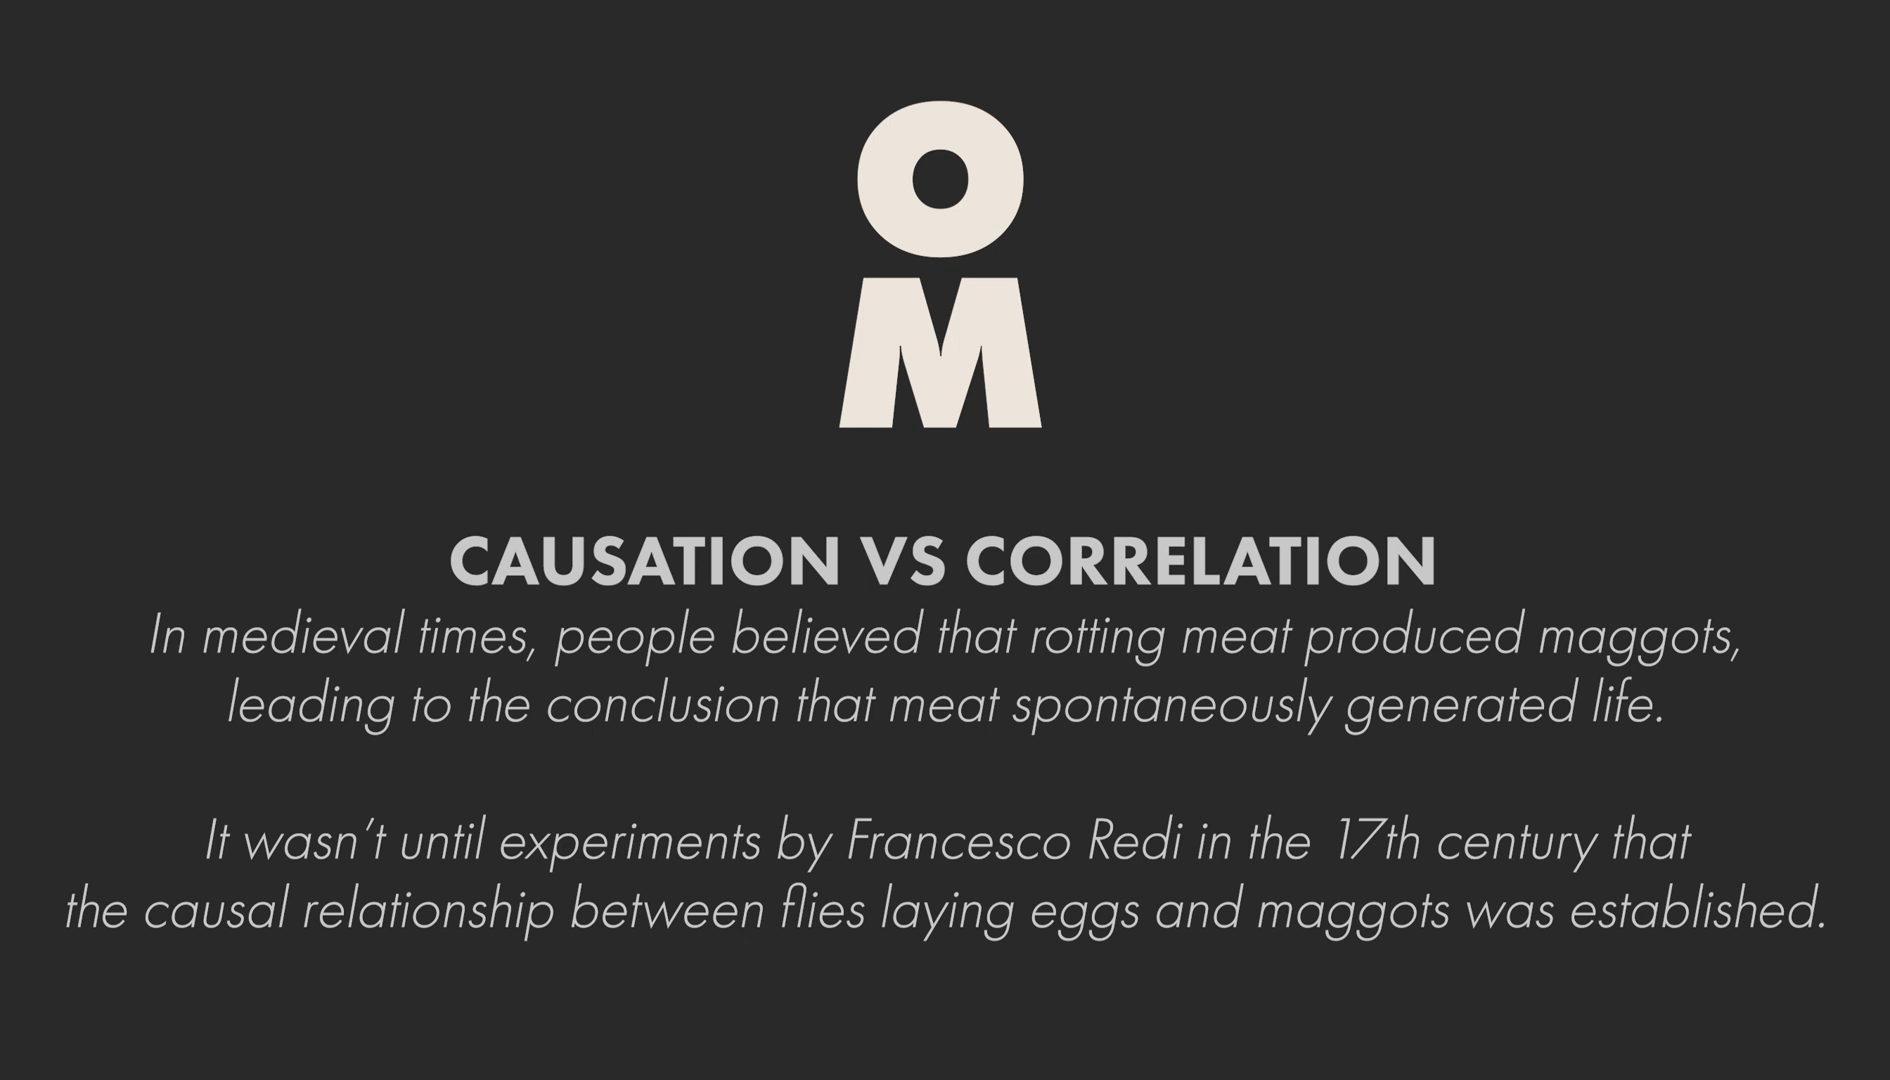 O
M
CAUSATION VS CORRELATION
In medieval times, people believed that rotting meat produced maggots,
leading to the conclusion that meat spontaneously generated life.
It wasn’t until experiments by Francesco Redi in the 17th century that
the causal relationship between flies laying eggs and maggots was established.